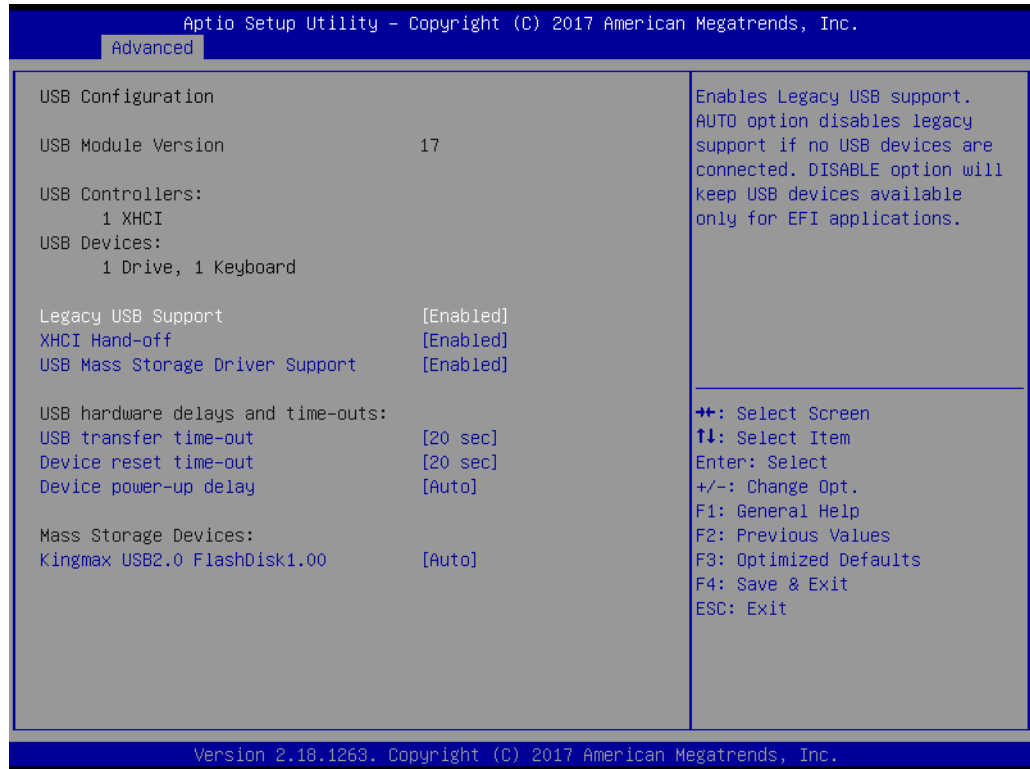 Aptio Setup Utility – Copyright (C) 2017 American Megatrends, Inc.
Advanced
USB Configuration
USB Module Version 17
USB Controllers:
1 XHCI
USB Devices:
1 Drive, 1 Keyboard
Legacy USB Support [Enabled]
XHCI Hand-off [Enabled]
USB Mass Storage Driver Support [Enabled]
USB hardware delays and time-outs:
USB transfer time-out [20 sec]
Device reset time-out [20 sec]
Device power-up delay [Auto]
Mass Storage Devices:
Kingmax USB2.0 FlashDisk1.00 [Auto]
Enables Legacy USB support.
AUTO option disables legacy
support if no USB devices are
connected. DISABLE option will
keep USB devices available
only for EFI applications.
→←: Select Screen
↑↓: Select Item
Enter: Select
+/-: Change Opt.
F1: General Help
F2: Previous Values
F3: Optimized Defaults
F4: Save & Exit
ESC: Exit
Version 2.18.1263. Copyright (C) 2017 American Megatrends, Inc.